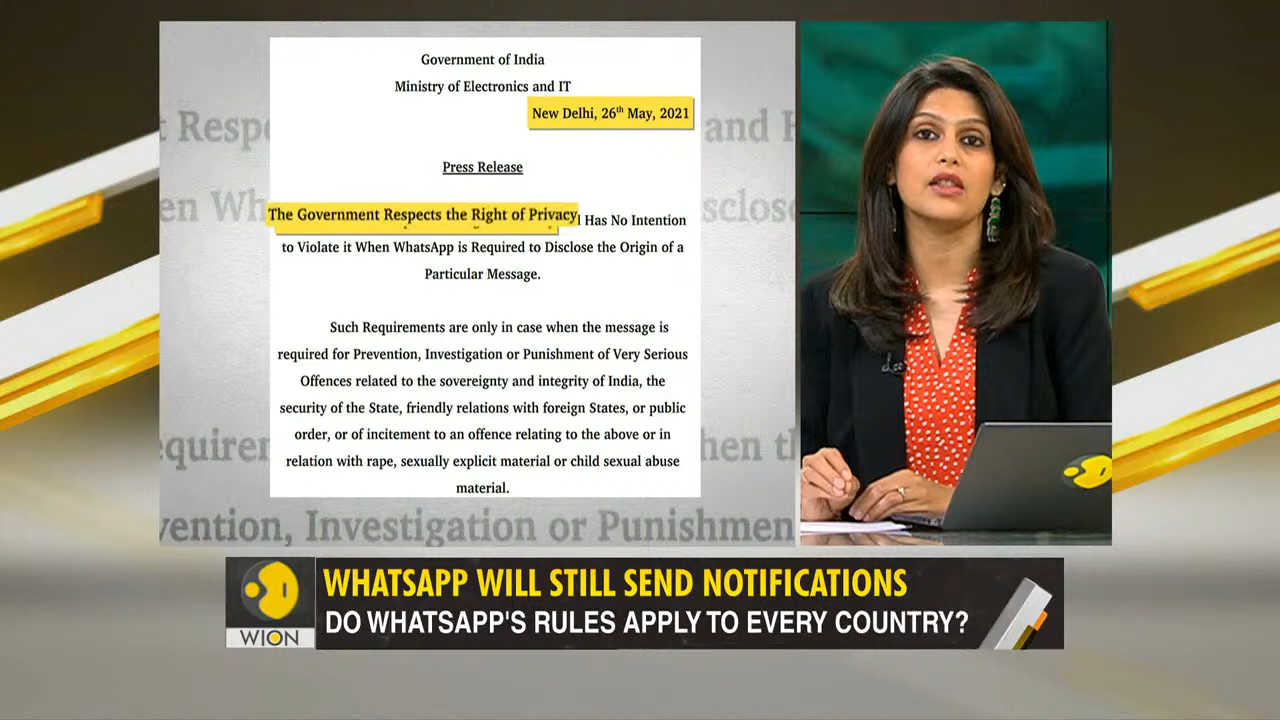 Government of India
Ministry of Electronics and IT
New Delhi, 26th May, 2021
Press Release
The Government Respects the Right of Privacy Has No Intention
to Violate it When WhatsApp is Required to Disclose the Origin of a
Particular Message.
Such Requirements are only in case when the message is
required for Prevention, Investigation or Punishment of Very Serious
Offences related to the sovereignty and integrity of India, the
security of the State, friendly relations with foreign States, or public
order, or of incitement to an offence relating to the above or in
relation with rape, sexually explicit material or child sexual abuse
material.
Investigation or
WHATSAPP WILL STILL SEND NOTIFICATIONS
DO WHATSAPP'S RULES APPLY TO EVERY COUNTRY?
WION